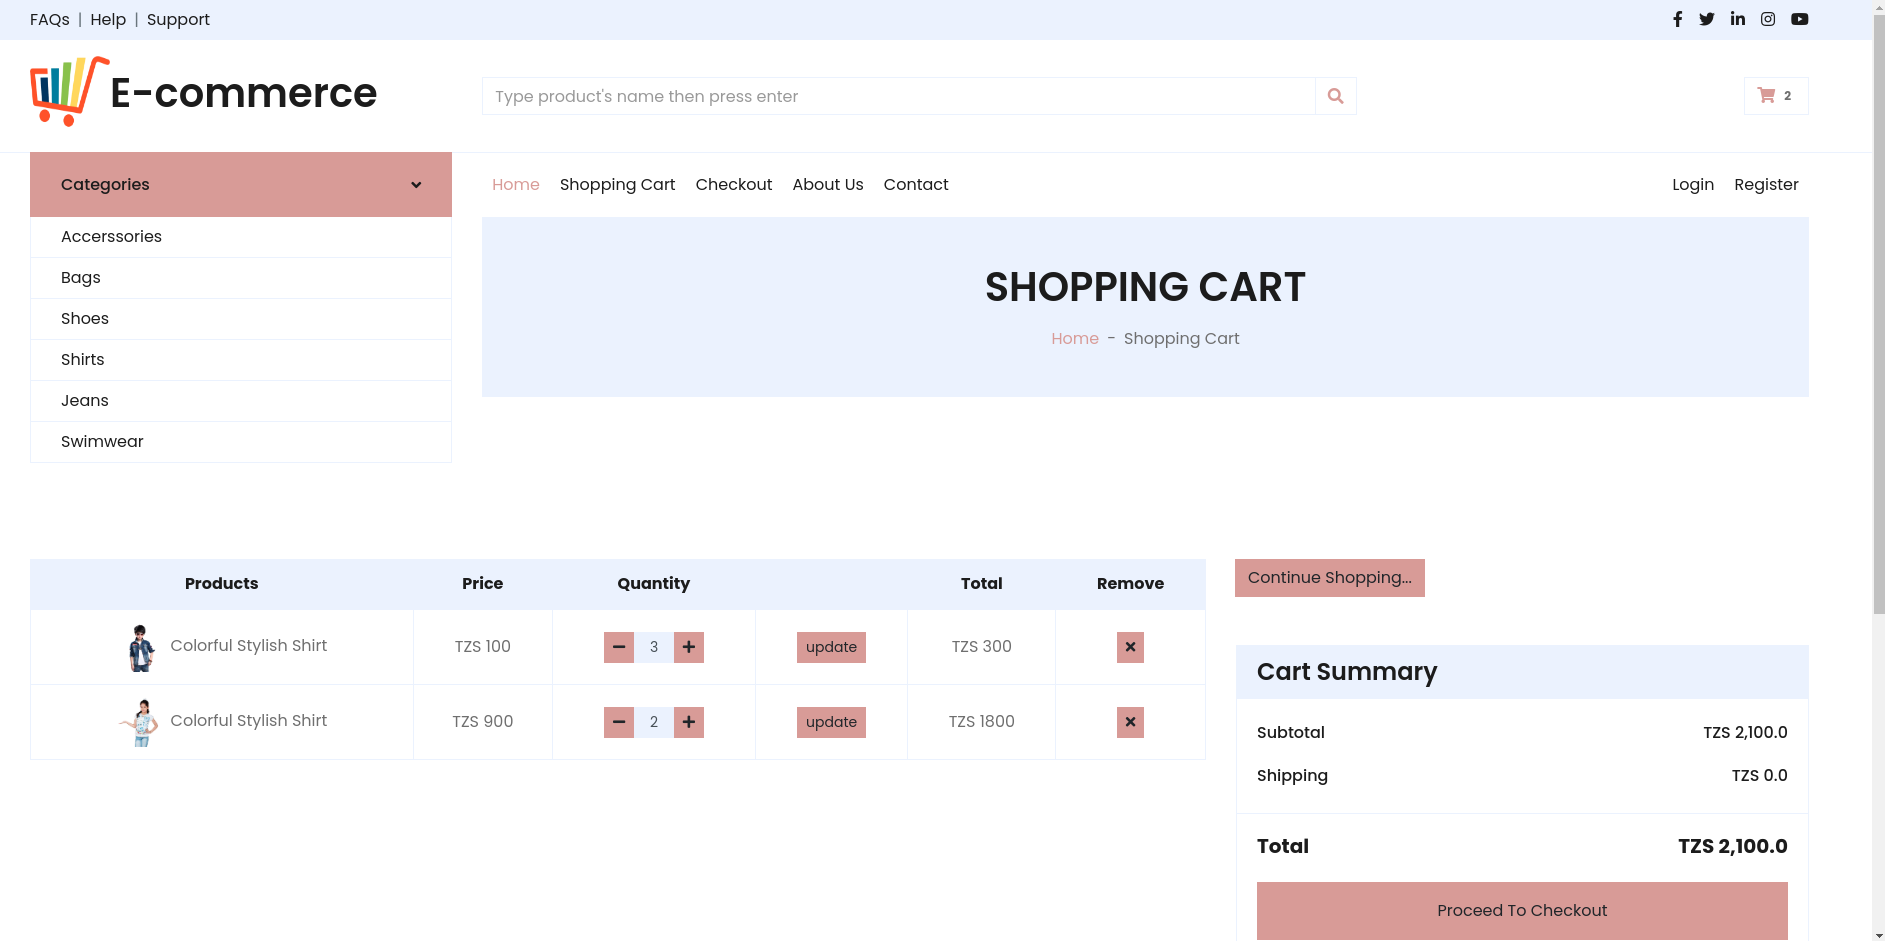 FAQs | Help | Support
E-commerce
Type product's name then press enter
2
Categories
Home Shopping Cart Checkout About Us Contact Login Register
Accerssories
Bags
Shoes
Shirts
Jeans
Swimwear
SHOPPING CART
Home - Shopping Cart
Products Price Quantity Total Remove
Colorful Stylish Shirt TZS 100 3 update TZS 300
Colorful Stylish Shirt TZS 900 2 update TZS 1800
Continue Shopping...
Cart Summary
Subtotal TZS 2,100.0
Shipping TZS 0.0
Total TZS 2,100.0
Proceed To Checkout